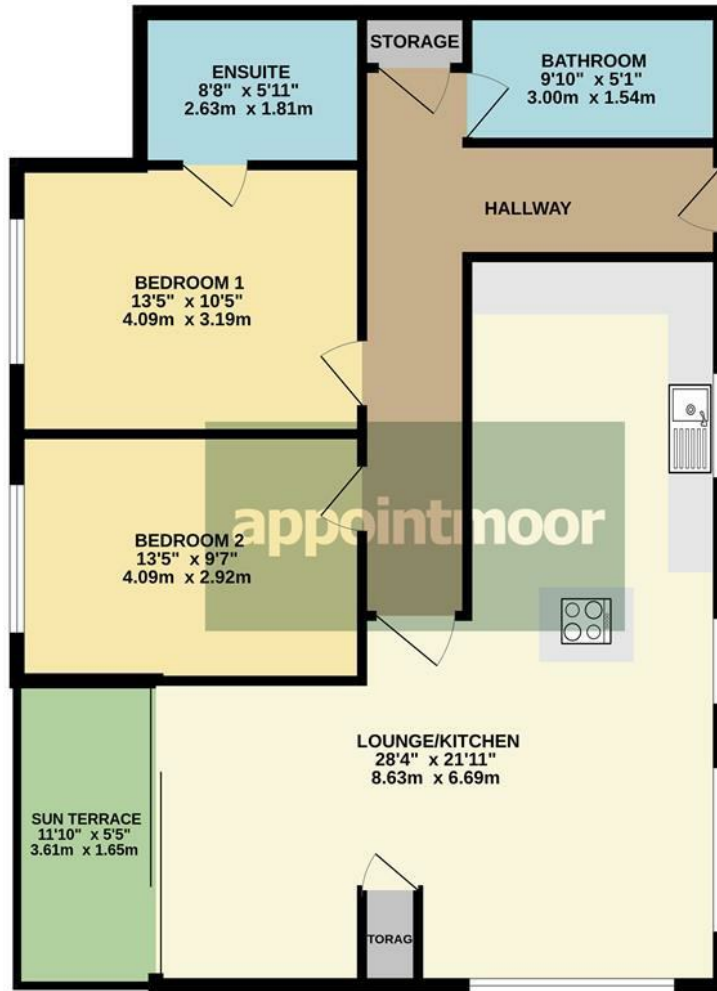 STORAGE
ENSUITE
8'8" x 5'11"
2.63m x 1.81m
BATHROOM
9'10" x 5'1"
3.00m x 1.54m
HALLWAY
BEDROOM 1
13'5" x 10'5"
4.09m x 3.19m
appointmoor
BEDROOM 2
13'5" x 9'7"
4.09m x 2.92m
LOUNGE/KITCHEN
28'4" x 21'11"
8.63m x 6.69m
SUN TERRACE
11'10" x 5'5"
3.61m x 1.65m
TORAG